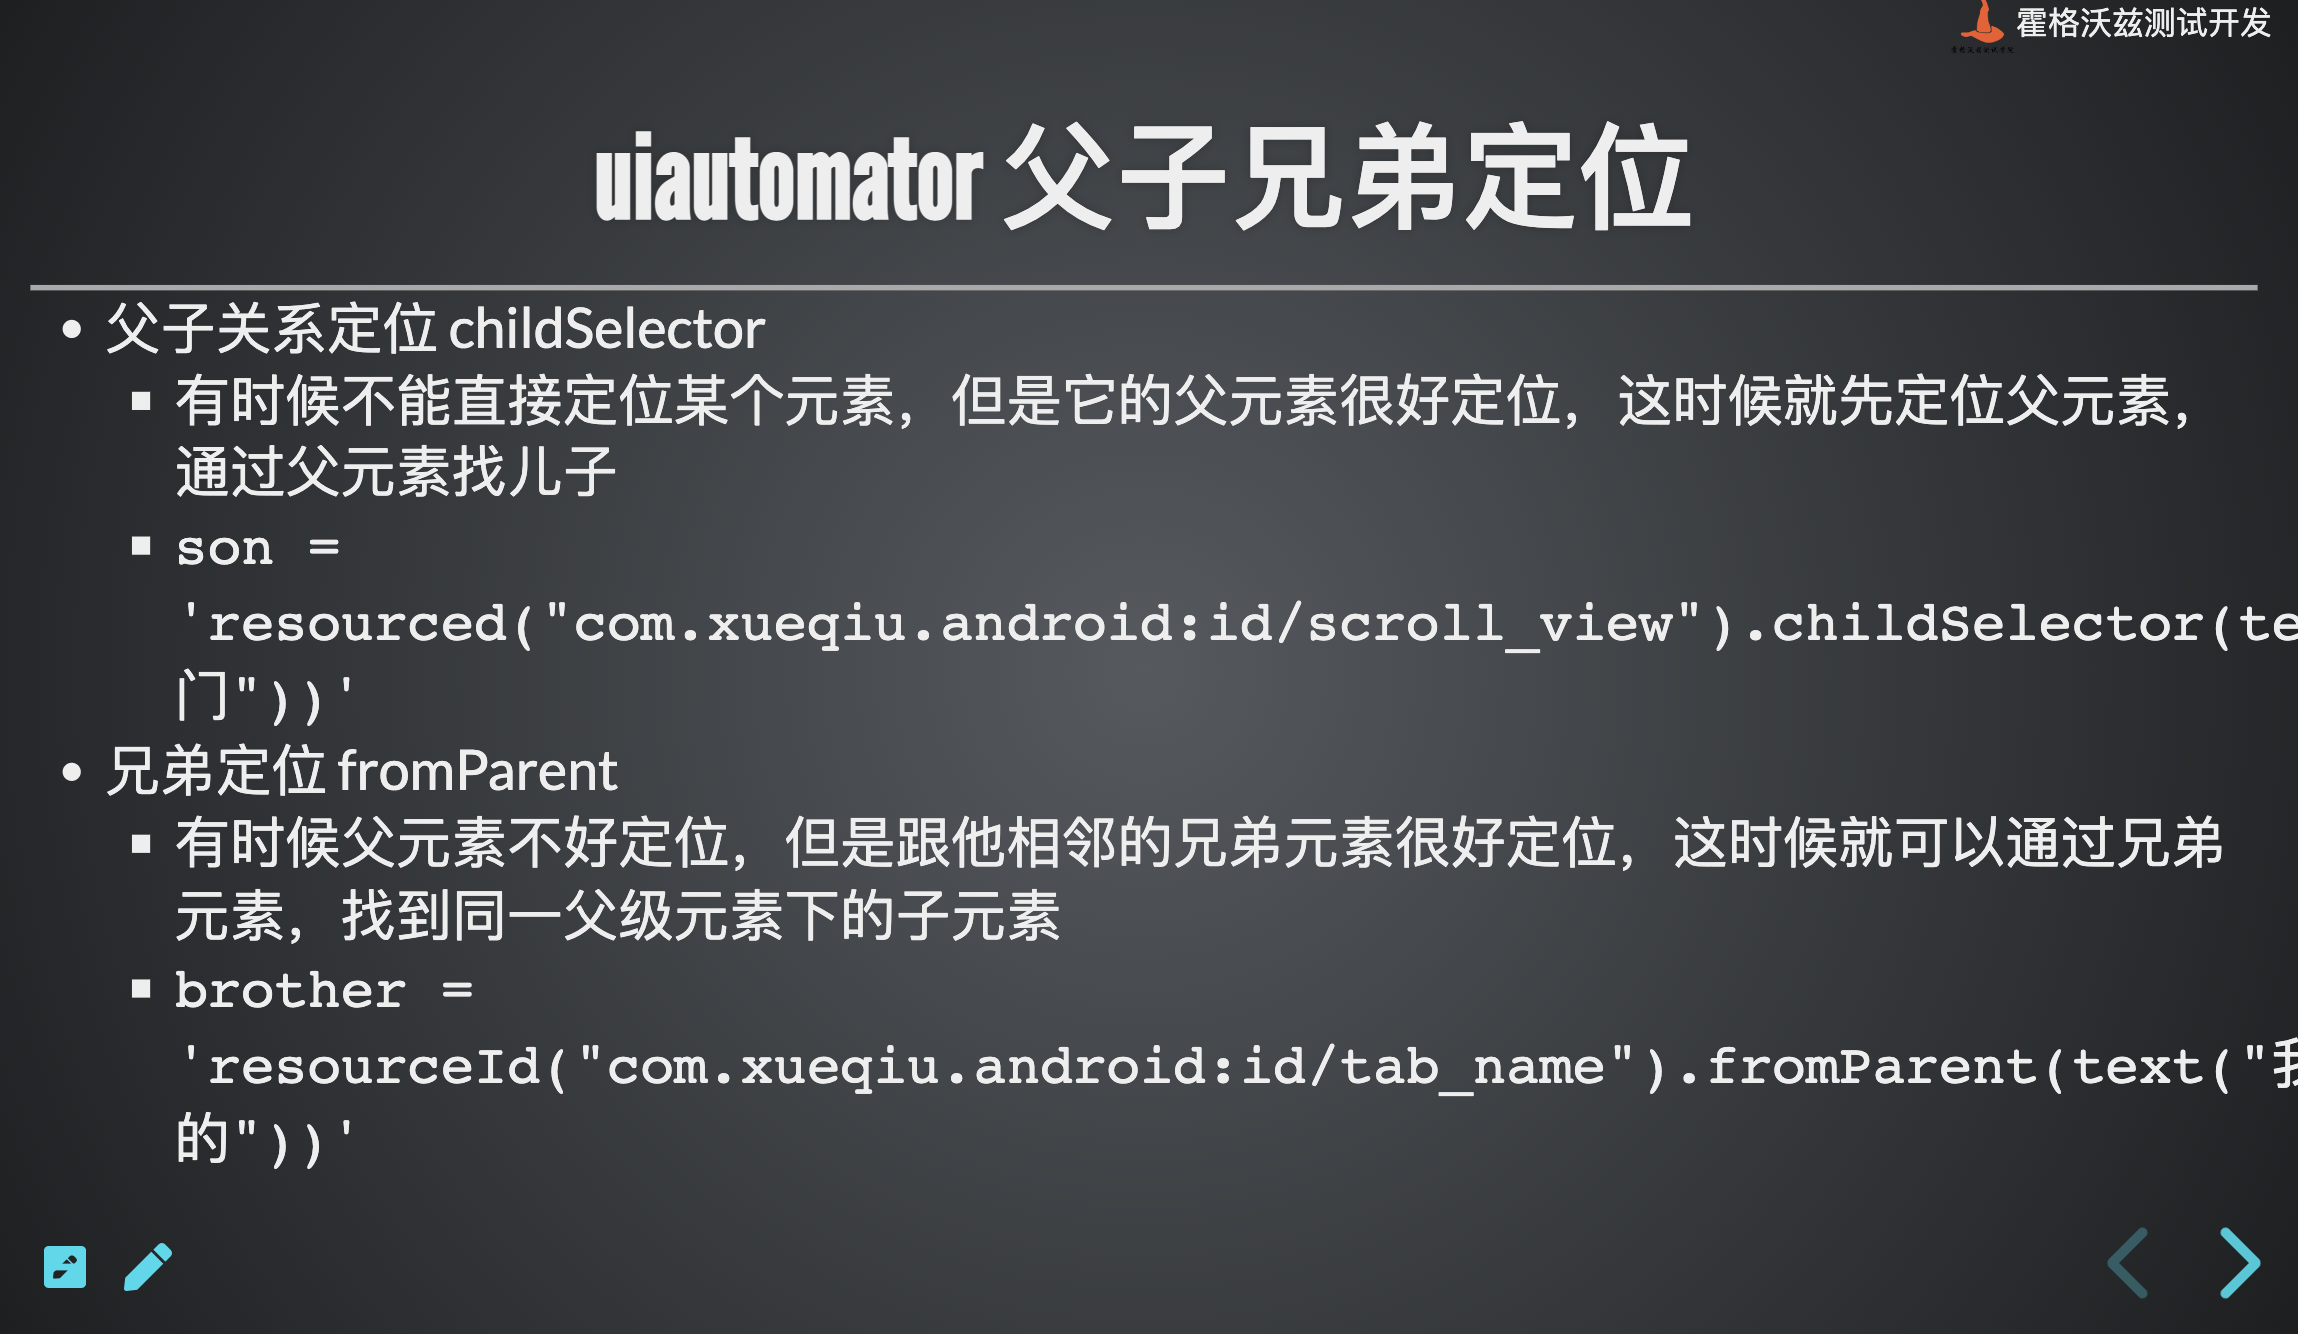 霍格沃兹测试开发
uiautomator 父子兄弟定位
• 父子关系定位 childSelector
▪ 有时候不能直接定位某个元素，但是它的父元素很好定位，这时候就先定位父元素，
通过父元素找儿子
▪ son =
'resourced("com.xueqiu.android:id/scroll_view").childSelector(te
门"))'
• 兄弟定位 fromParent
▪ 有时候父元素不好定位，但是跟他相邻的兄弟元素很好定位，这时候就可以通过兄弟
元素，找到同一父级元素下的子元素
▪ brother =
'resourceId("com.xueqiu.android:id/tab_name").fromParent(text("我
的"))'